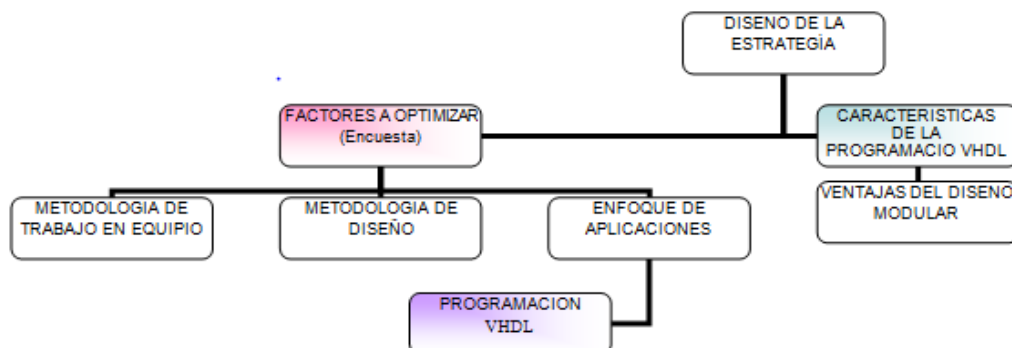 DISENO DE LA
ESTRATEGÌA
FACTORES A OPTIMIZAR
(Encuesta)
CARACTERISTICAS
DE LA
PROGRAMACIO VHDL
METODOLOGIA DE
TRABAJO EN EQUIPIO
METODOLOGIA DE
DISEÑO
ENFOQUE DE
APLICACIONES
VENTAJAS DEL DISENO
MODULAR
PROGRAMACION
VHDL